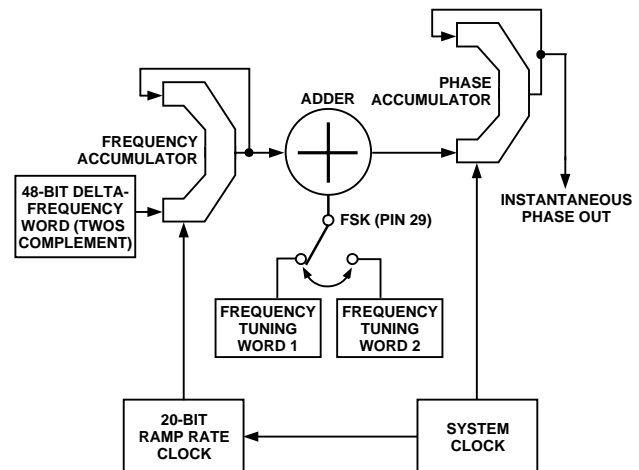 PHASE
ACCUMULATOR
ADDER
FREQUENCY
ACCUMULATOR
48-BIT DELTA-
FREQUENCY
WORD (TWOS
COMPLEMENT)
INSTANTANEOUS
PHASE OUT
FSK (PIN 29)
FREQUENCY
TUNING
WORD 1
FREQUENCY
TUNING
WORD 2
20-BIT
RAMP RATE
CLOCK
SYSTEM
CLOCK